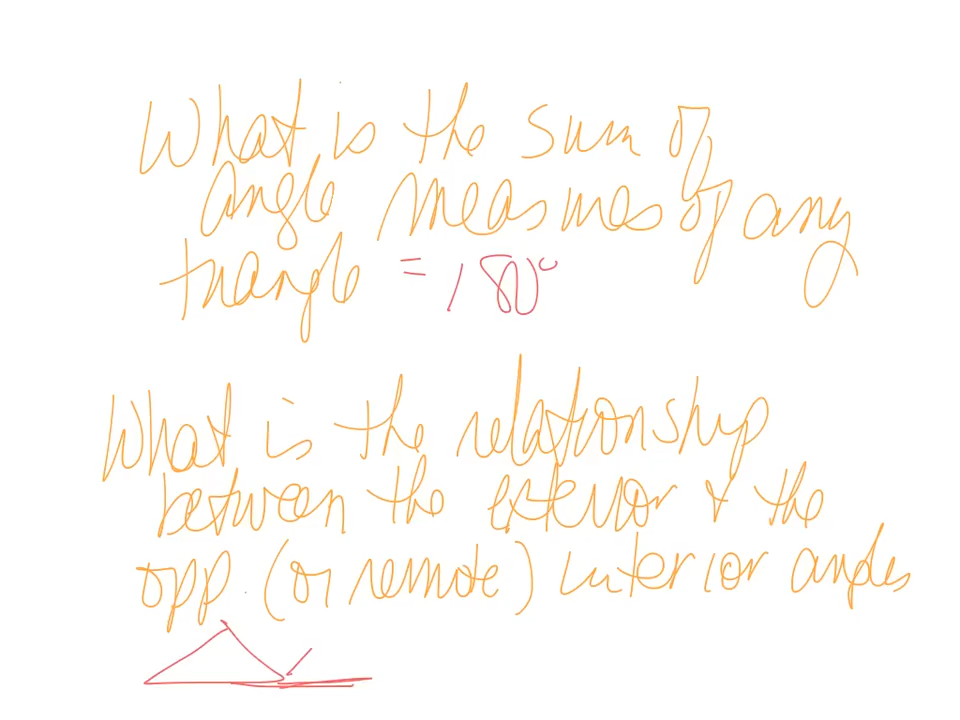 What is the sum of
angle measures of any
triangle = 180°
What is the relationship
between the exterior & the
opp. (or remote) interior angles